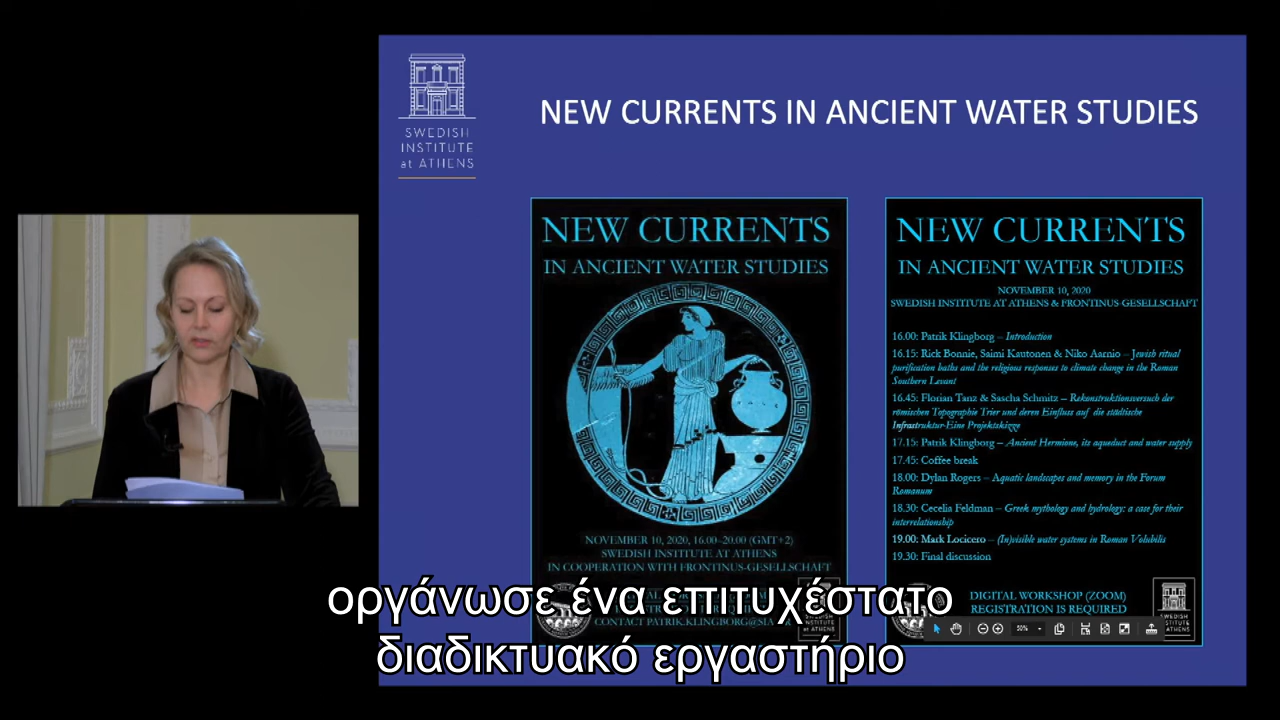 SWEDISH
INSTITUTE
at ATHENS
NEW CURRENTS IN ANCIENT WATER STUDIES
NEW CURRENTS
IN ANCIENT WATER STUDIES
NOVEMBER 10, 2020, 16.00–20.00 (GMT+2)
SWEDISH INSTITUTE AT ATHENS
IN COOPERATION WITH FRONTINUS-GESELLSCHAFT
CONTACT PATRIK.KLINGBORG@SIA
NEW CURRENTS
IN ANCIENT WATER STUDIES
NOVEMBER 10, 2020
SWEDISH INSTITUTE AT ATHENS & FRONTINUS-GESELLSCHAFT
16.00: Patrik Klingborg – Introduction
16.15: Rick Bonnie, Saimi Kautonen & Niko Aarnio – Jewish ritual
purification baths and the religious responses to climate change in the Roman
Southern Levant
16.45: Florian Tanz & Sascha Schmitz – Rekonstruktionsversuch der
römischen Topographie Trier und deren Einfluss auf die städtische
Infrastruktur-Eine Projektskizze
17.15: Patrik Klingborg – Ancient Hermione, its aqueduct and water supply
17.45: Coffee break
18.00: Dylan Rogers – Aquatic landscapes and memory in the Forum
Romanum
18.30: Cecelia Feldman – Greek mythology and hydrology: a case for their
interrelationship
19.00: Mark Locicero – (In)visible water systems in Roman Volubilis
19.30: Final discussion
DIGITAL WORKSHOP (ZOOM)
REGISTRATION IS REQUIRED
50%
SWEDISH
INSTITUTE
at ATHENS
οργάνωσε ένα επιτυχέστατο
διαδικτυακό εργαστήριο